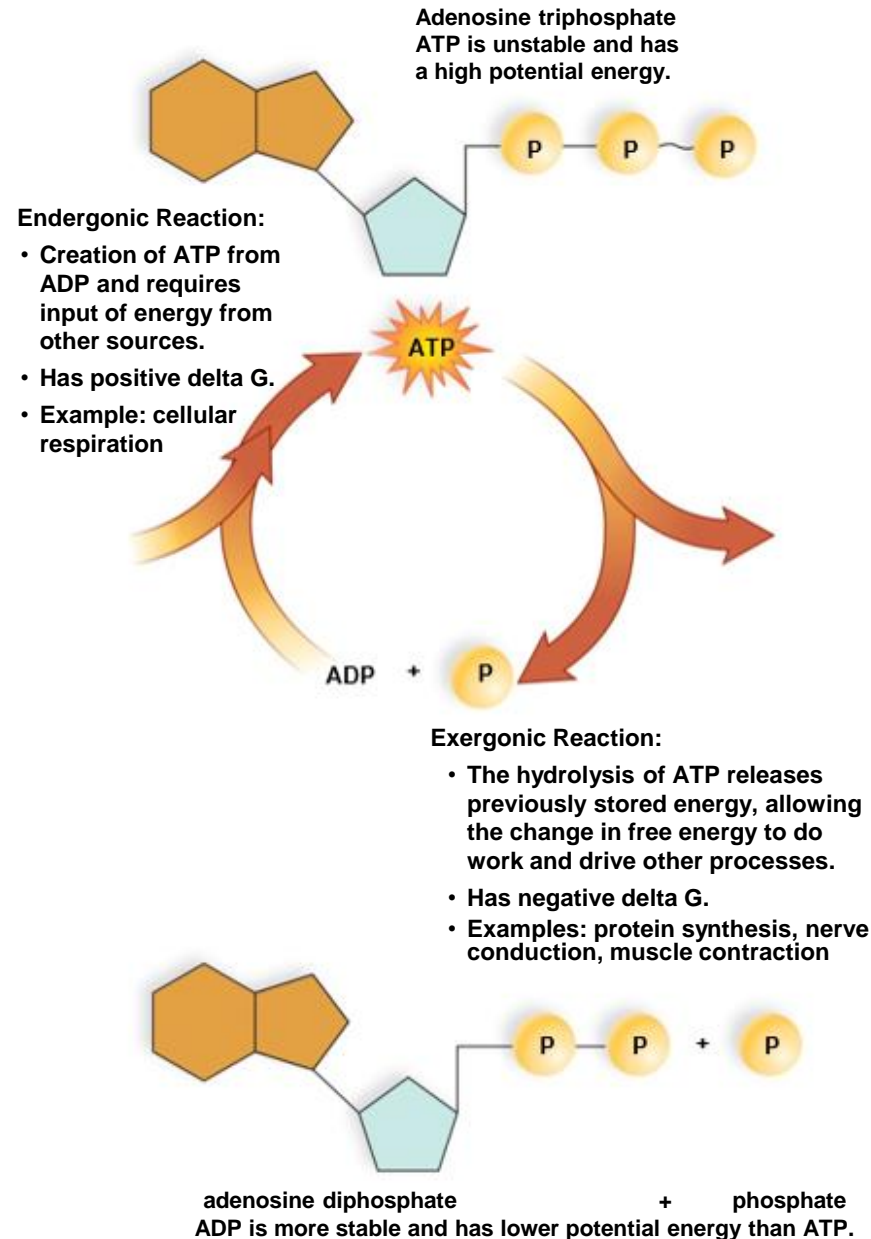 Adenosine triphosphate
ATP is unstable and has
a high potential energy.
P P P
Endergonic Reaction:
• Creation of ATP from
ADP and requires
input of energy from
other sources.
• Has positive delta G.
• Example: cellular
respiration
ATP
ADP + P
Exergonic Reaction:
• The hydrolysis of ATP releases
previously stored energy, allowing
the change in free energy to do
work and drive other processes.
• Has negative delta G.
• Examples: protein synthesis, nerve
conduction, muscle contraction
P P + P
adenosine diphosphate + phosphate
ADP is more stable and has lower potential energy than ATP.